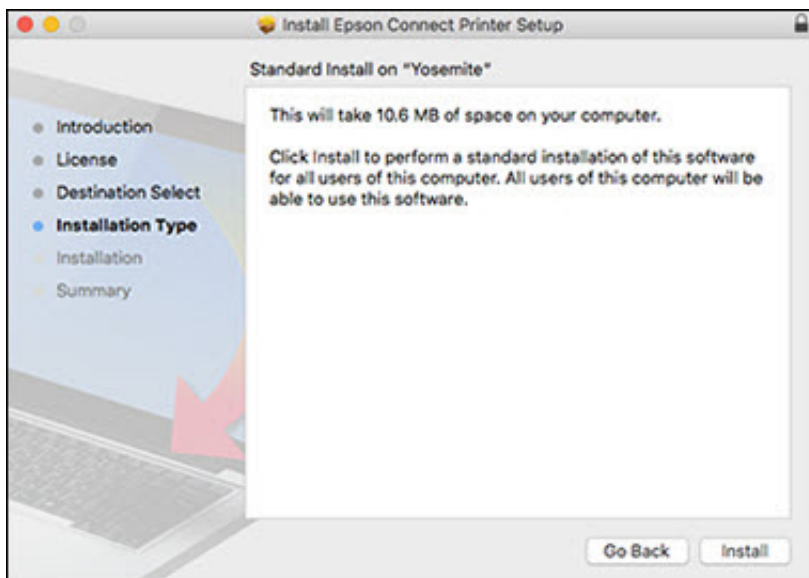 Install Epson Connect Printer Setup
Standard Install on "Yosemite"
Introduction
License
Destination Select
Installation Type
Installation
Summary
This will take 10.6 MB of space on your computer.
Click Install to perform a standard installation of this software
for all users of this computer. All users of this computer will be
able to use this software.
Go Back
Install